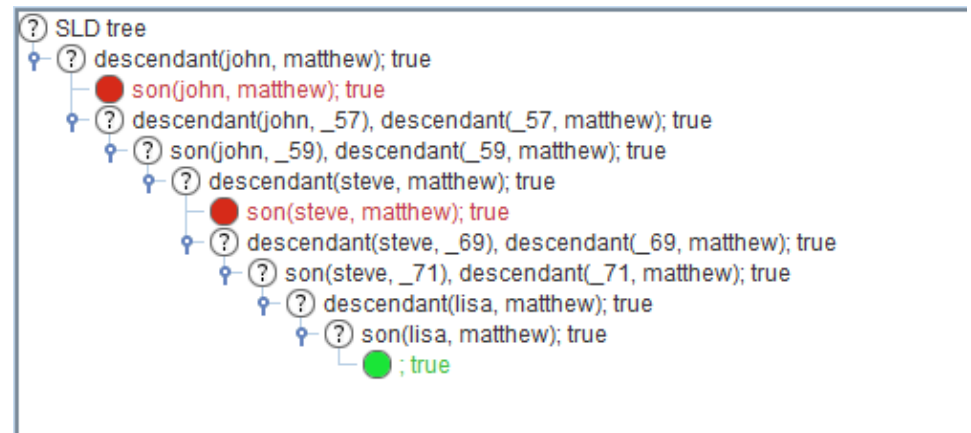 SLD tree
descendant(john, matthew); true
son(john, matthew); true
descendant(john, _57), descendant(_57, matthew); true
son(john, _59), descendant(_59, matthew); true
descendant(steve, matthew); true
son(steve, matthew); true
descendant(steve, _69), descendant(_69, matthew); true
son(steve, _71), descendant(_71, matthew); true
descendant(lisa, matthew); true
son(lisa, matthew); true
; true